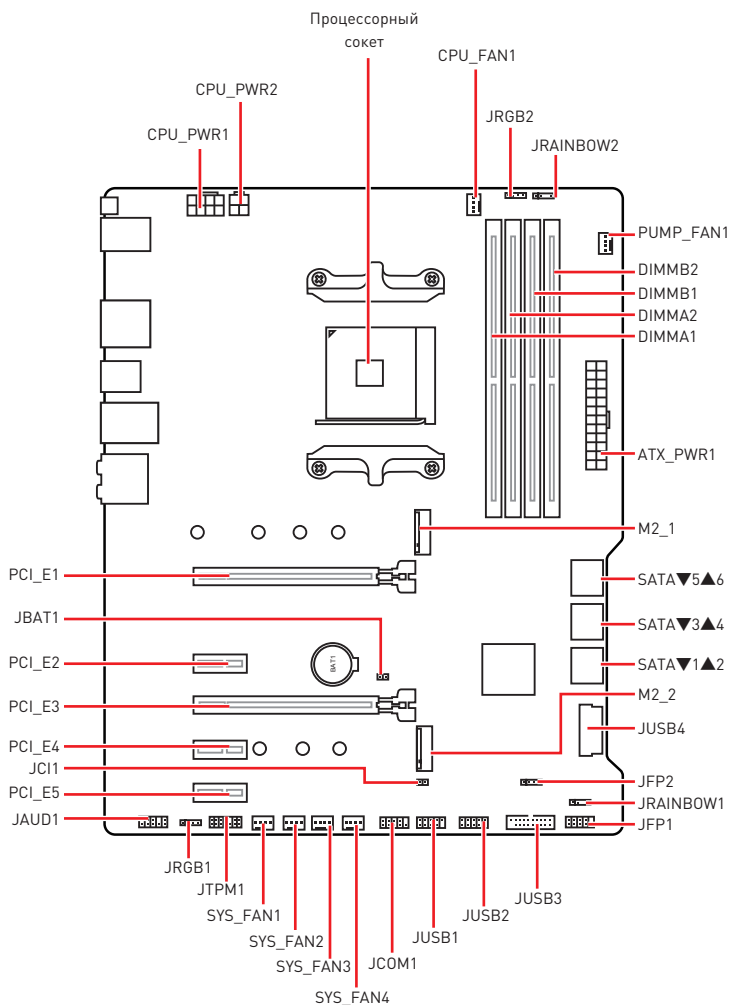 Процессорный
сокет
CPU_FAN1
CPU_PWR2
JRGB2
CPU_PWR1
JRAINBOW2
PUMP_FAN1
DIMMB2
DIMMB1
DIMMA2
DIMMA1
ATX_PWR1
M2_1
PCI_E1
SATA▼5▲6
JBAT1
SATA▼3▲4
BAT1
PCI_E2
SATA▼1▲2
M2_2
PCI_E3
JUSB4
PCI_E4
JCI1
JFP2
PCI_E5
JRAINBOW1
JAUD1
JFP1
JRGB1
JTPM1
JUSB3
SYS_FAN1
JUSB2
SYS_FAN2
JUSB1
SYS_FAN3
JCOM1
SYS_FAN4